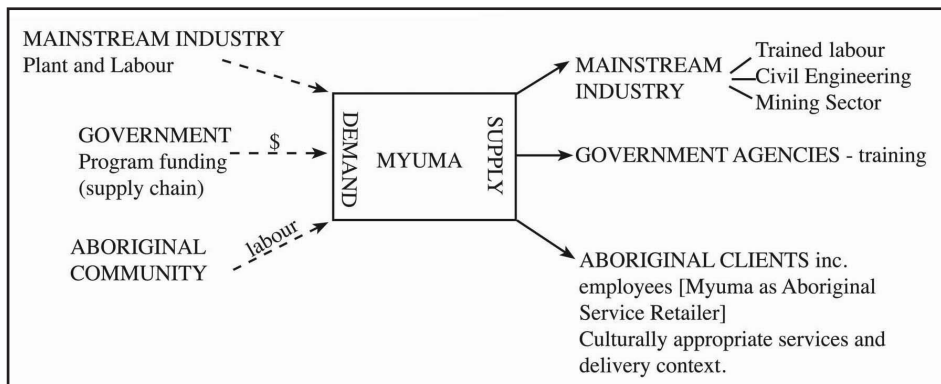 MAINSTREAM INDUSTRY
Plant and Labour
GOVERNMENT
Program funding
(supply chain)
$
ABORIGINAL
COMMUNITY
labour
DEMAND
MYUMA
SUPPLY
MAINSTREAM
INDUSTRY
Trained labour
Civil Engineering
Mining Sector
GOVERNMENT AGENCIES - training
ABORIGINAL CLIENTS inc.
employees [Myuma as Aboriginal
Service Retailer]
Culturally appropriate services and
delivery context.